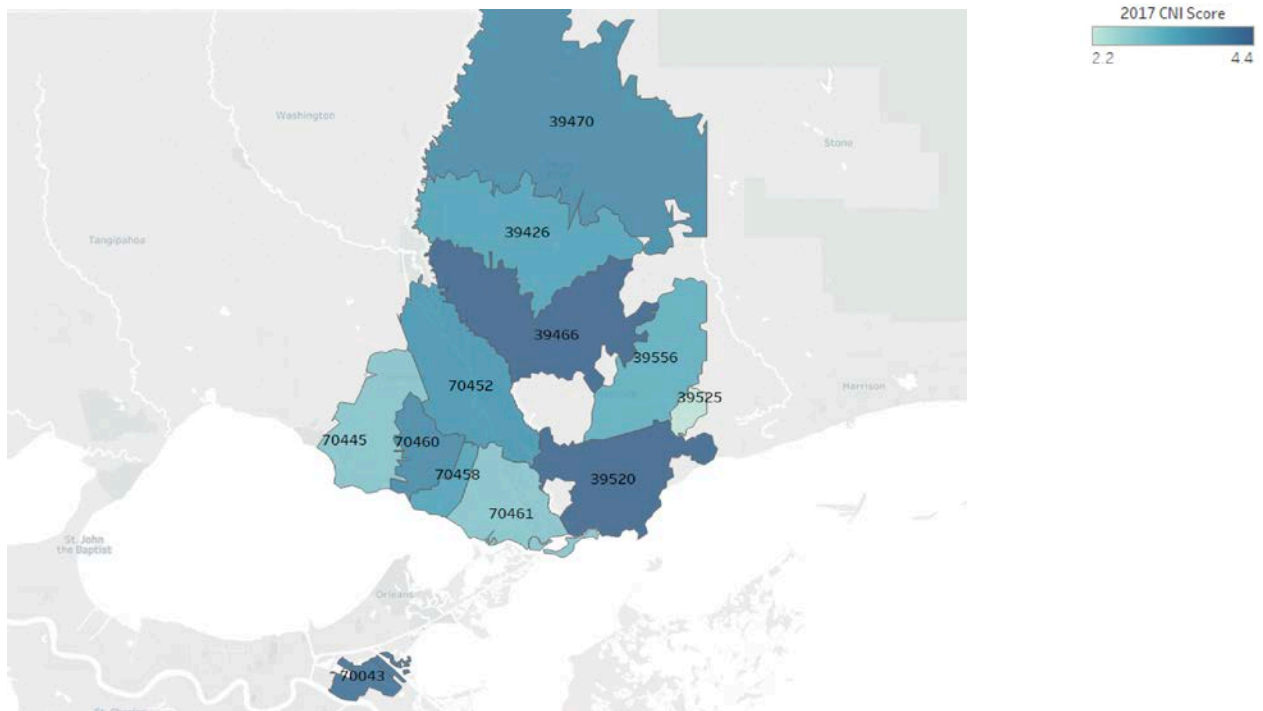 2017 CNI Score
2.2 4.4
39470
Washington
Stone
39426
Tangipahoa
39466
39556
70452
Harrison
39525
70445
70460
70458
39520
70461
St. John
the Baptist
Orleans
70043